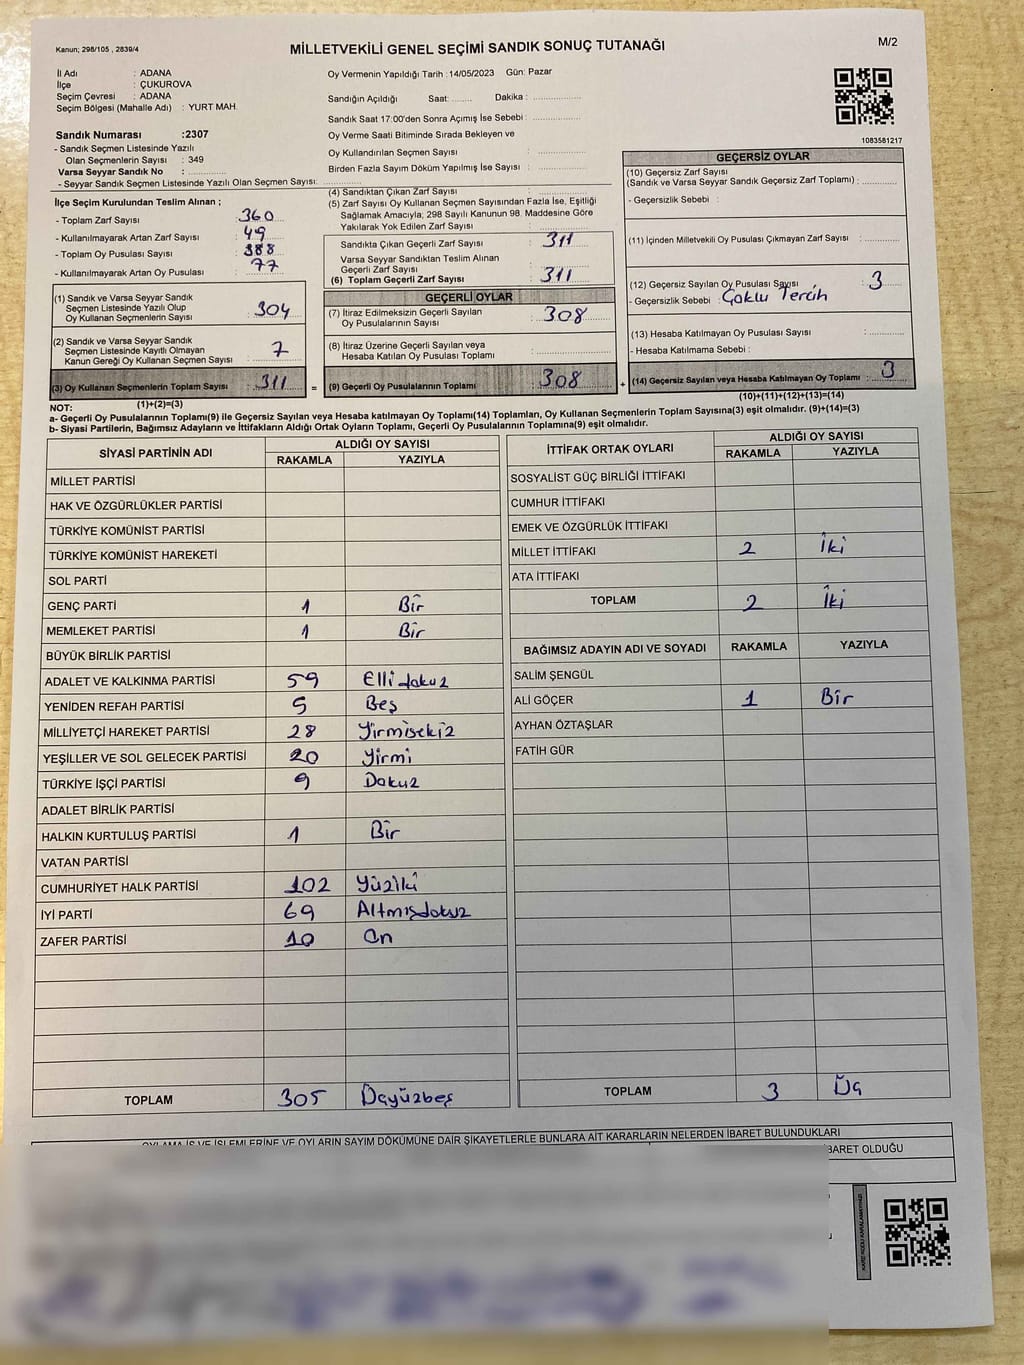 Kanun; 298/105 , 2839/4
MİLLETVEKİLİ GENEL SEÇİMİ SANDIK SONUÇ TUTANAĞI
M/2
İl Adı : ADANA
İlçe : ÇUKUROVA
Seçim Çevresi : ADANA
Seçim Bölgesi (Mahalle Adı) : YURT MAH.
Sandık Numarası :2307
- Sandık Seçmen Listesinde Yazılı
Olan Seçmenlerin Sayısı : 349
Varsa Seyyar Sandık No :
- Seyyar Sandık Seçmen Listesinde Yazılı Olan Seçmen Sayısı:
Oy Vermenin Yapıldığı Tarih :14/05/2023 Gün: Pazar
Sandığın Açıldığı Saat: Dakika :
Sandık Saat 17:00'den Sonra Açımış İse Sebebi :
Oy Verme Saati Bitiminde Sırada Bekleyen ve
Oy Kullandırılan Seçmen Sayısı :
Birden Fazla Sayım Döküm Yapılmış İse Sayısı :
1083581217
İlçe Seçim Kurulundan Teslim Alınan ;
- Toplam Zarf Sayısı : 360
- Kullanılmayarak Artan Zarf Sayısı : 49
- Toplam Oy Pusulası Sayısı : 388
- Kullanılmayarak Artan Oy Pusulası : 77
(1) Sandık ve Varsa Seyyar Sandık
Seçmen Listesinde Yazılı Olup
Oy Kullanan Seçmenlerin Sayısı : 304
(2) Sandık ve Varsa Seyyar Sandık
Seçmen Listesinde Kayıtlı Olmayan
Kanun Gereği Oy Kullanan Seçmen Sayısı : 7
(3) Oy Kullanan Seçmenlerin Toplam Sayısı : 311 =
(1)+(2)=(3)
(4) Sandıktan Çıkan Zarf Sayısı :
(5) Zarf Sayısı Oy Kullanan Seçmen Sayısından Fazla İse, Eşitliği
Sağlamak Amacıyla; 298 Sayılı Kanunun 98. Maddesine Göre
Yakılarak Yok Edilen Zarf Sayısı :
Sandıkta Çıkan Geçerli Zarf Sayısı : 311
Varsa Seyyar Sandıktan Teslim Alınan
Geçerli Zarf Sayısı :
(6) Toplam Geçerli Zarf Sayısı : 311
GEÇERLİ OYLAR
(7) İtiraz Edilmeksizin Geçerli Sayılan
Oy Pusulalarının Sayısı : 308
(8) İtiraz Üzerine Geçerli Sayılan veya
Hesaba Katılan Oy Pusulası Toplamı :
(9) Geçerli Oy Pusulalarının Toplamı : 308 +
GEÇERSİZ OYLAR
(10) Geçersiz Zarf Sayısı
(Sandık ve Varsa Seyyar Sandık Geçersiz Zarf Toplamı) :
- Geçersizlik Sebebi :
(11) İçinden Milletvekili Oy Pusulası Çıkmayan Zarf Sayısı :
(12) Geçersiz Sayılan Oy Pusulası Sayısı : 3
- Geçersizlik Sebebi : Çoklu Tercih
(13) Hesaba Katılmayan Oy Pusulası Sayısı :
- Hesaba Katılmama Sebebi :
(14) Geçersiz Sayılan veya Hesaba Katılmayan Oy Toplamı : 3
(10)+(11)+(12)+(13)=(14)
NOT:
a- Geçerli Oy Pusulalarının Toplamı(9) ile Geçersiz Sayılan veya Hesaba katılmayan Oy Toplamı(14) Toplamları, Oy Kullanan Seçmenlerin Toplam Sayısına(3) eşit olmalıdır. (9)+(14)=(3)
b- Siyasi Partilerin, Bağımsız Adayların ve İttifakların Aldığı Ortak Oyların Toplamı, Geçerli Oy Pusulalarının Toplamına(9) eşit olmalıdır.
SİYASİ PARTİNİN ADI ALDIĞI OY SAYISI
RAKAMLA YAZIYLA
MİLLET PARTİSİ
HAK VE ÖZGÜRLÜKLER PARTİSİ
TÜRKİYE KOMÜNİST PARTİSİ
TÜRKİYE KOMÜNİST HAREKETİ
SOL PARTİ
GENÇ PARTİ 1 Bir
MEMLEKET PARTİSİ 1 Bir
BÜYÜK BİRLİK PARTİSİ
ADALET VE KALKINMA PARTİSİ 59 Ellidokuz
YENİDEN REFAH PARTİSİ 5 Beş
MİLLİYETÇİ HAREKET PARTİSİ 28 Yirmisekiz
YEŞİLLER VE SOL GELECEK PARTİSİ 20 Yirmi
TÜRKİYE İŞÇİ PARTİSİ 9 Dokuz
ADALET BİRLİK PARTİSİ
HALKIN KURTULUŞ PARTİSİ 1 Bir
VATAN PARTİSİ
CUMHURİYET HALK PARTİSİ 102 Yüziki
İYİ PARTİ 69 Altmışdokuz
ZAFER PARTİSİ 10 On
TOPLAM 305 Üçyüzbeş
İTTİFAK ORTAK OYLARI ALDIĞI OY SAYISI
RAKAMLA YAZIYLA
SOSYALİST GÜÇ BİRLİĞİ İTTİFAKI
CUMHUR İTTİFAKI
EMEK VE ÖZGÜRLÜK İTTİFAKI
MİLLET İTTİFAKI 2 İki
ATA İTTİFAKI
TOPLAM 2 İki
BAĞIMSIZ ADAYIN ADI VE SOYADI RAKAMLA YAZIYLA
SALİM ŞENGÜL
ALİ GÖÇER 1 Bir
AYHAN ÖZTAŞLAR
FATİH GÜR
TOPLAM 3 Üç
OYLAMA İŞ VE İŞLEMLERİNE VE OYLARIN SAYIM DÖKÜMÜNE DAİR ŞİKAYETLERLE BUNLARA AİT KARARLARIN NELERDEN İBARET BULUNDUKLARI
BARET OLDUĞU
KARE KODU KARALAMAYINIZ!